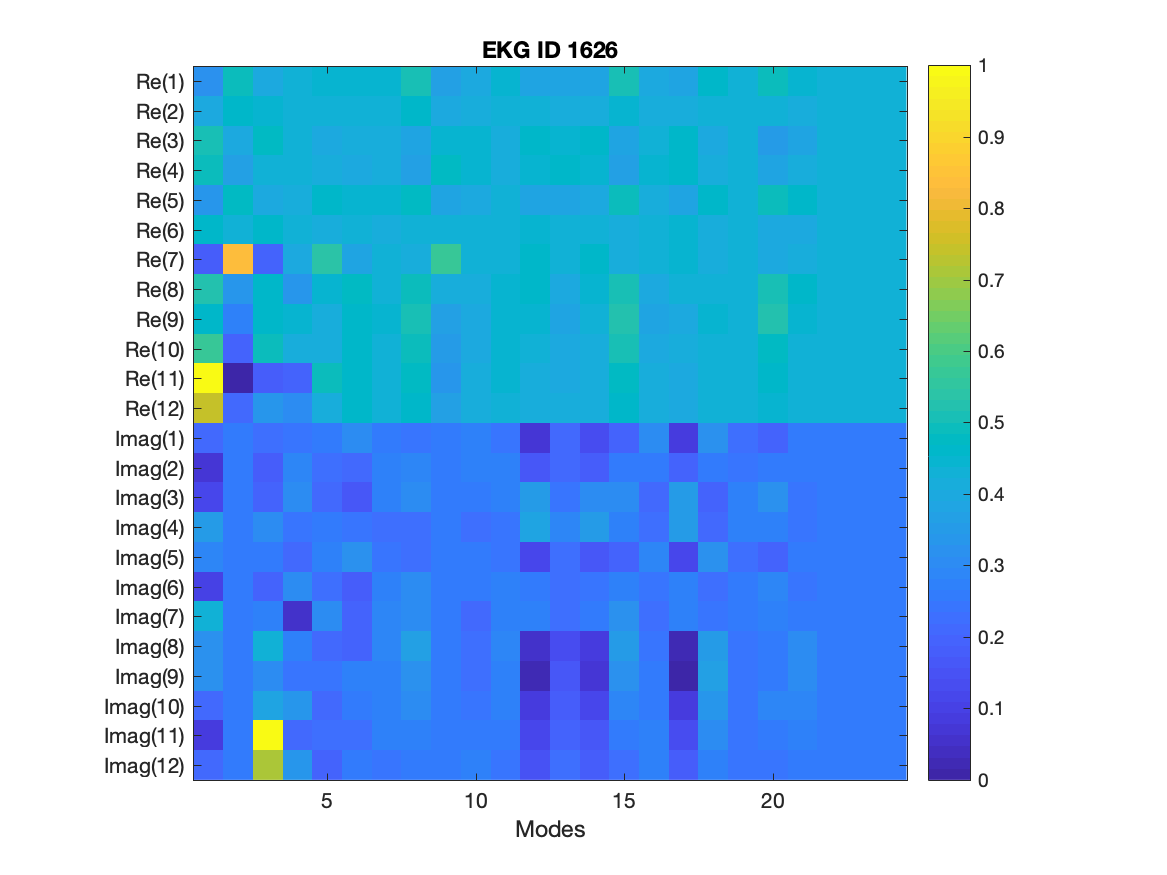 EKG ID 1626
Re(1)
Re(2)
Re(3)
Re(4)
Re(5)
Re(6)
Re(7)
Re(8)
Re(9)
Re(10)
Re(11)
Re(12)
Imag(1)
Imag(2)
Imag(3)
Imag(4)
Imag(5)
Imag(6)
Imag(7)
Imag(8)
Imag(9)
Imag(10)
Imag(11)
Imag(12)
5 10 15 20
Modes
1
0.9
0.8
0.7
0.6
0.5
0.4
0.3
0.2
0.1
0